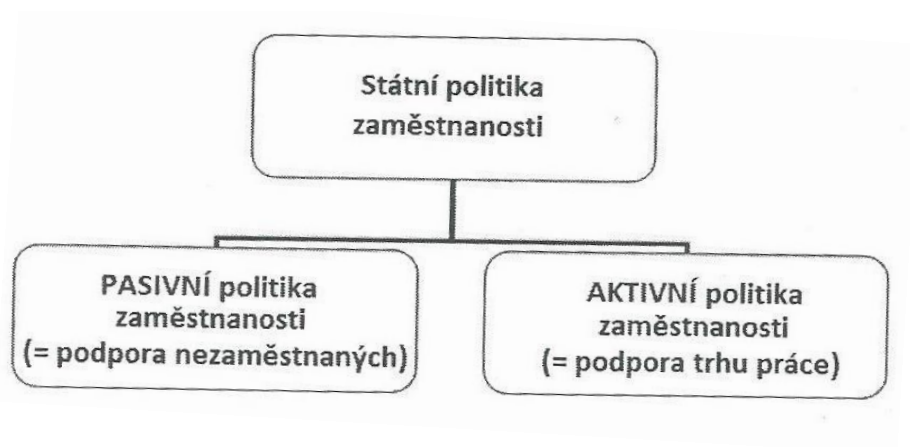 Státní politika
zaměstnanosti
PASIVNÍ politika
zaměstnanosti
(= podpora nezaměstnaných)
AKTIVNÍ politika
zaměstnanosti
(= podpora trhu práce)